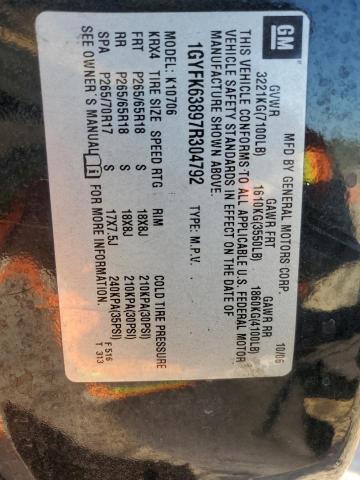 GM
MFD BY GENERAL MOTORS CORP. 10/06
GVWR GAWR FRT GAWR RR
3221KG(7100LB) 1610KG(3550LB) 1860KG(4100LB)
THIS VEHICLE CONFORMS TO ALL APPLICABLE U.S. FEDERAL MOTOR
VEHICLE SAFETY STANDARDS IN EFFECT ON THE DATE OF
MANUFACTURE SHOWN ABOVE.
1GYFK63897R304792 TYPE: M.P.V.
MODEL: K10706
KRX4 TIRE SIZE SPEED RTG RIM COLD TIRE PRESSURE
FRT P265/65R18 S 18X8J 210KPA(30PSI)
RR P265/65R18 S 18X8J 210KPA(30PSI)
SPA P265/70R17 S 17X7.5J 240KPA(35PSI)
SEE OWNER'S MANUAL FOR MORE INFORMATION. F 516
T 313